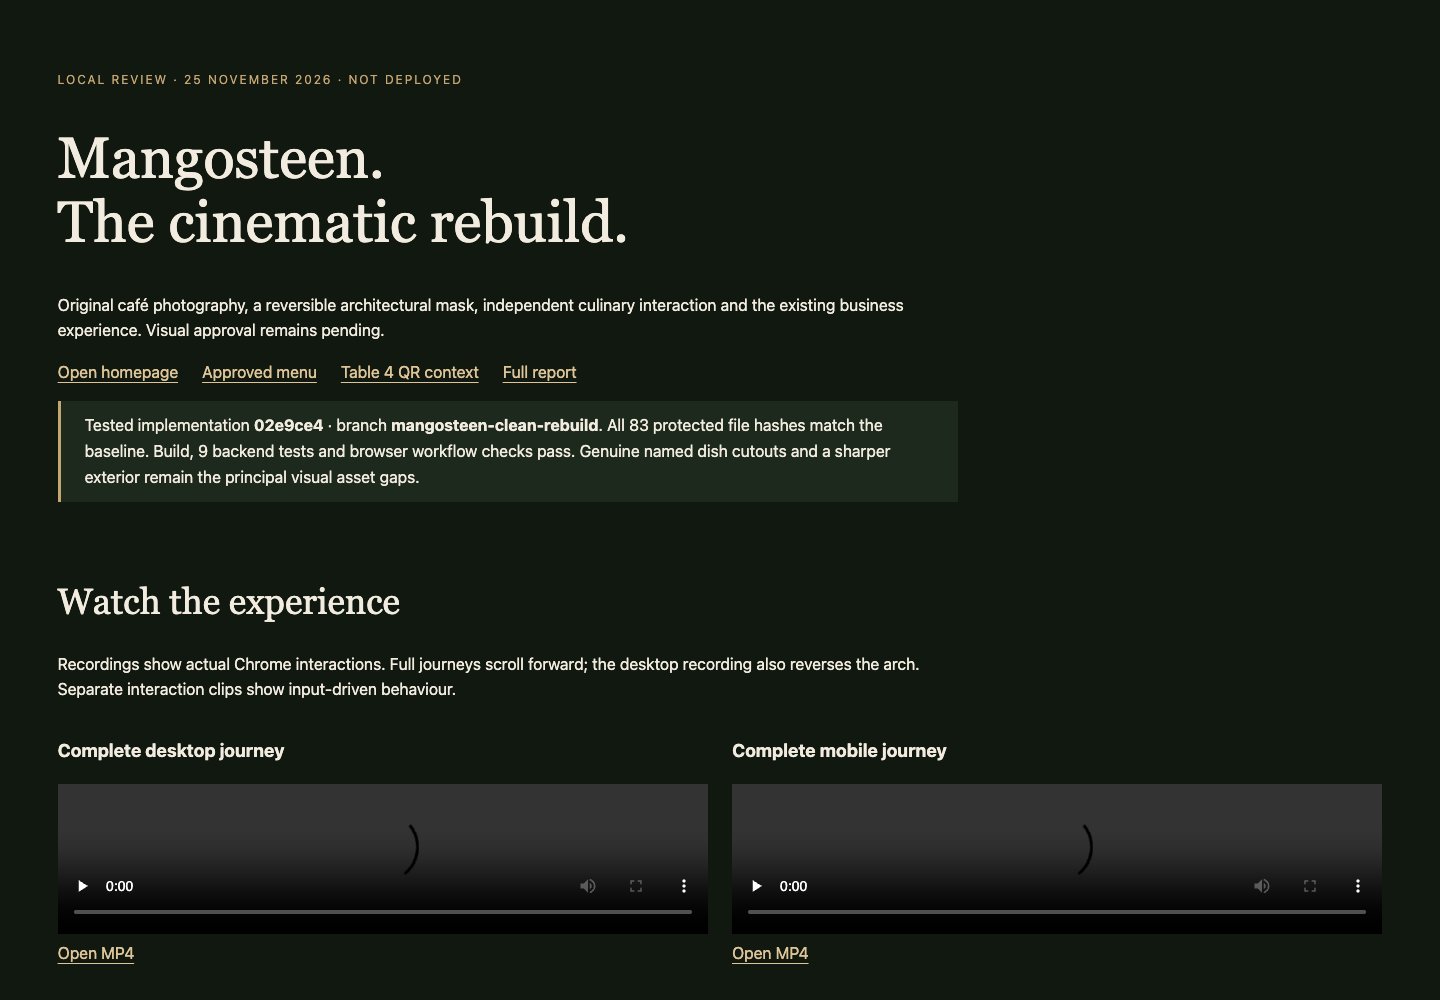 LOCAL REVIEW · 25 NOVEMBER 2026 · NOT DEPLOYED
Mangosteen.
The cinematic rebuild.
Original café photography, a reversible architectural mask, independent culinary interaction and the existing business
experience. Visual approval remains pending.
Open homepage Approved menu Table 4 QR context Full report
Tested implementation 02e9ce4 · branch mangosteen-clean-rebuild. All 83 protected file hashes match the
baseline. Build, 9 backend tests and browser workflow checks pass. Genuine named dish cutouts and a sharper
exterior remain the principal visual asset gaps.
Watch the experience
Recordings show actual Chrome interactions. Full journeys scroll forward; the desktop recording also reverses the arch.
Separate interaction clips show input-driven behaviour.
Complete desktop journey
0:00
Open MP4
Complete mobile journey
0:00
Open MP4